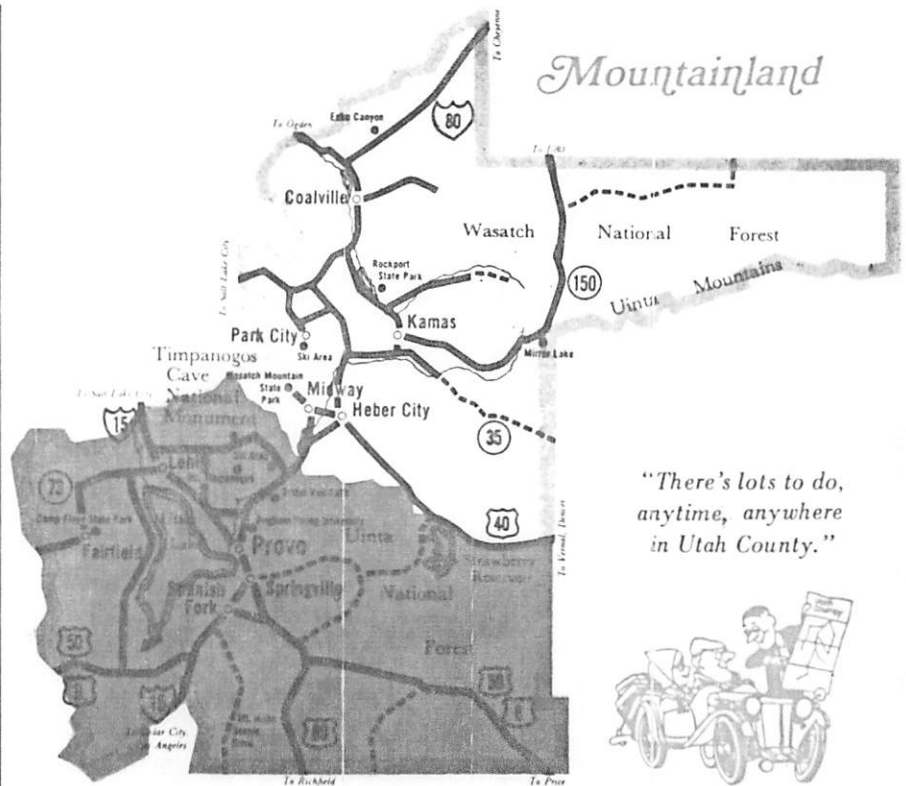 Mountainland
To Cheyenne
80
To Ogden
Echo Canyon
Coalville
Wasatch National Forest
Rockport
State Park
150
Uinta Mountains
To Salt Lake City
Park City
Ski Area
Kamas
Mirror Lake
Timpanogos
Cave
National
Monument
Wasatch Mountain
State
Park
Midway
Heber City
35
15
Lehi
73
Camp Floyd State Park
Fairfield
Brigham Young University
Provo
Uinta
40
Strawberry
Reservoir
To Vernal, Denver
Spanish
Fork
Springville
National
Forest
50
6
15
To Richfield
To Price
"There's lots to do,
anytime, anywhere
in Utah County."